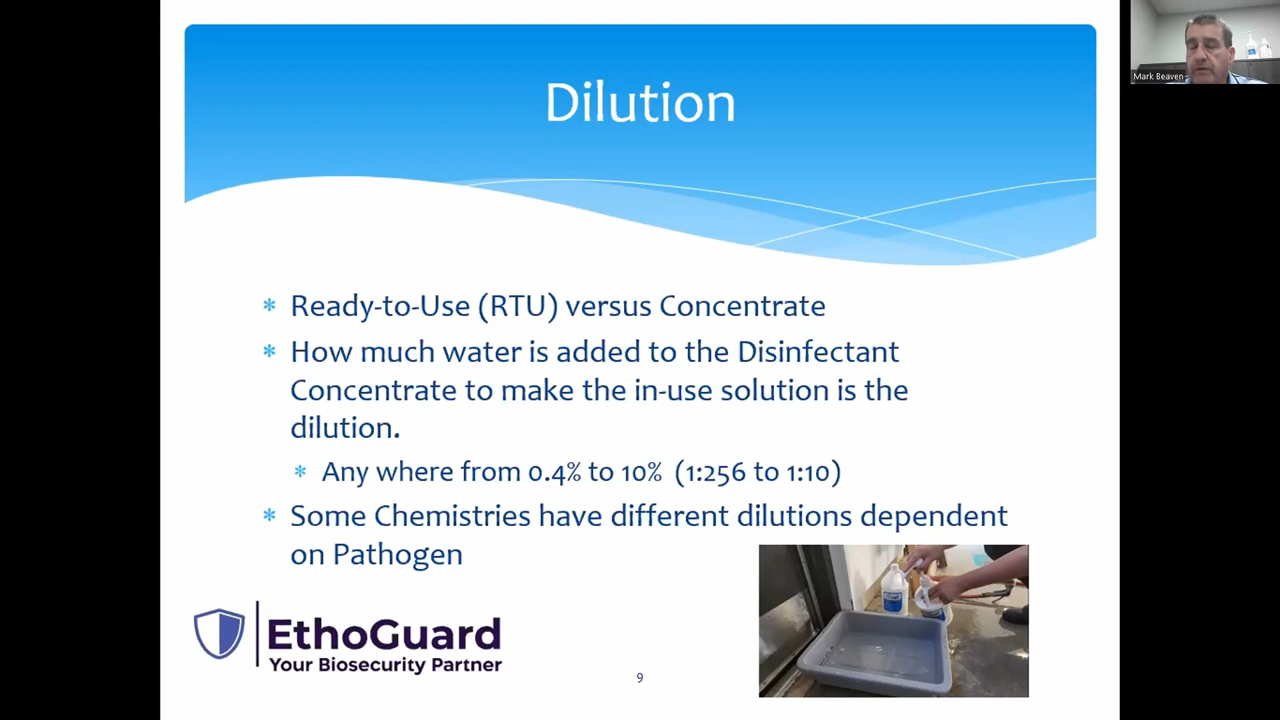 Dilution
Mark Beaven
* Ready-to-Use (RTU) versus Concentrate
* How much water is added to the Disinfectant
Concentrate to make the in-use solution is the
dilution.
* Any where from 0.4% to 10% (1:256 to 1:10)
* Some Chemistries have different dilutions dependent
on Pathogen
EthoGuard
Your Biosecurity Partner
9